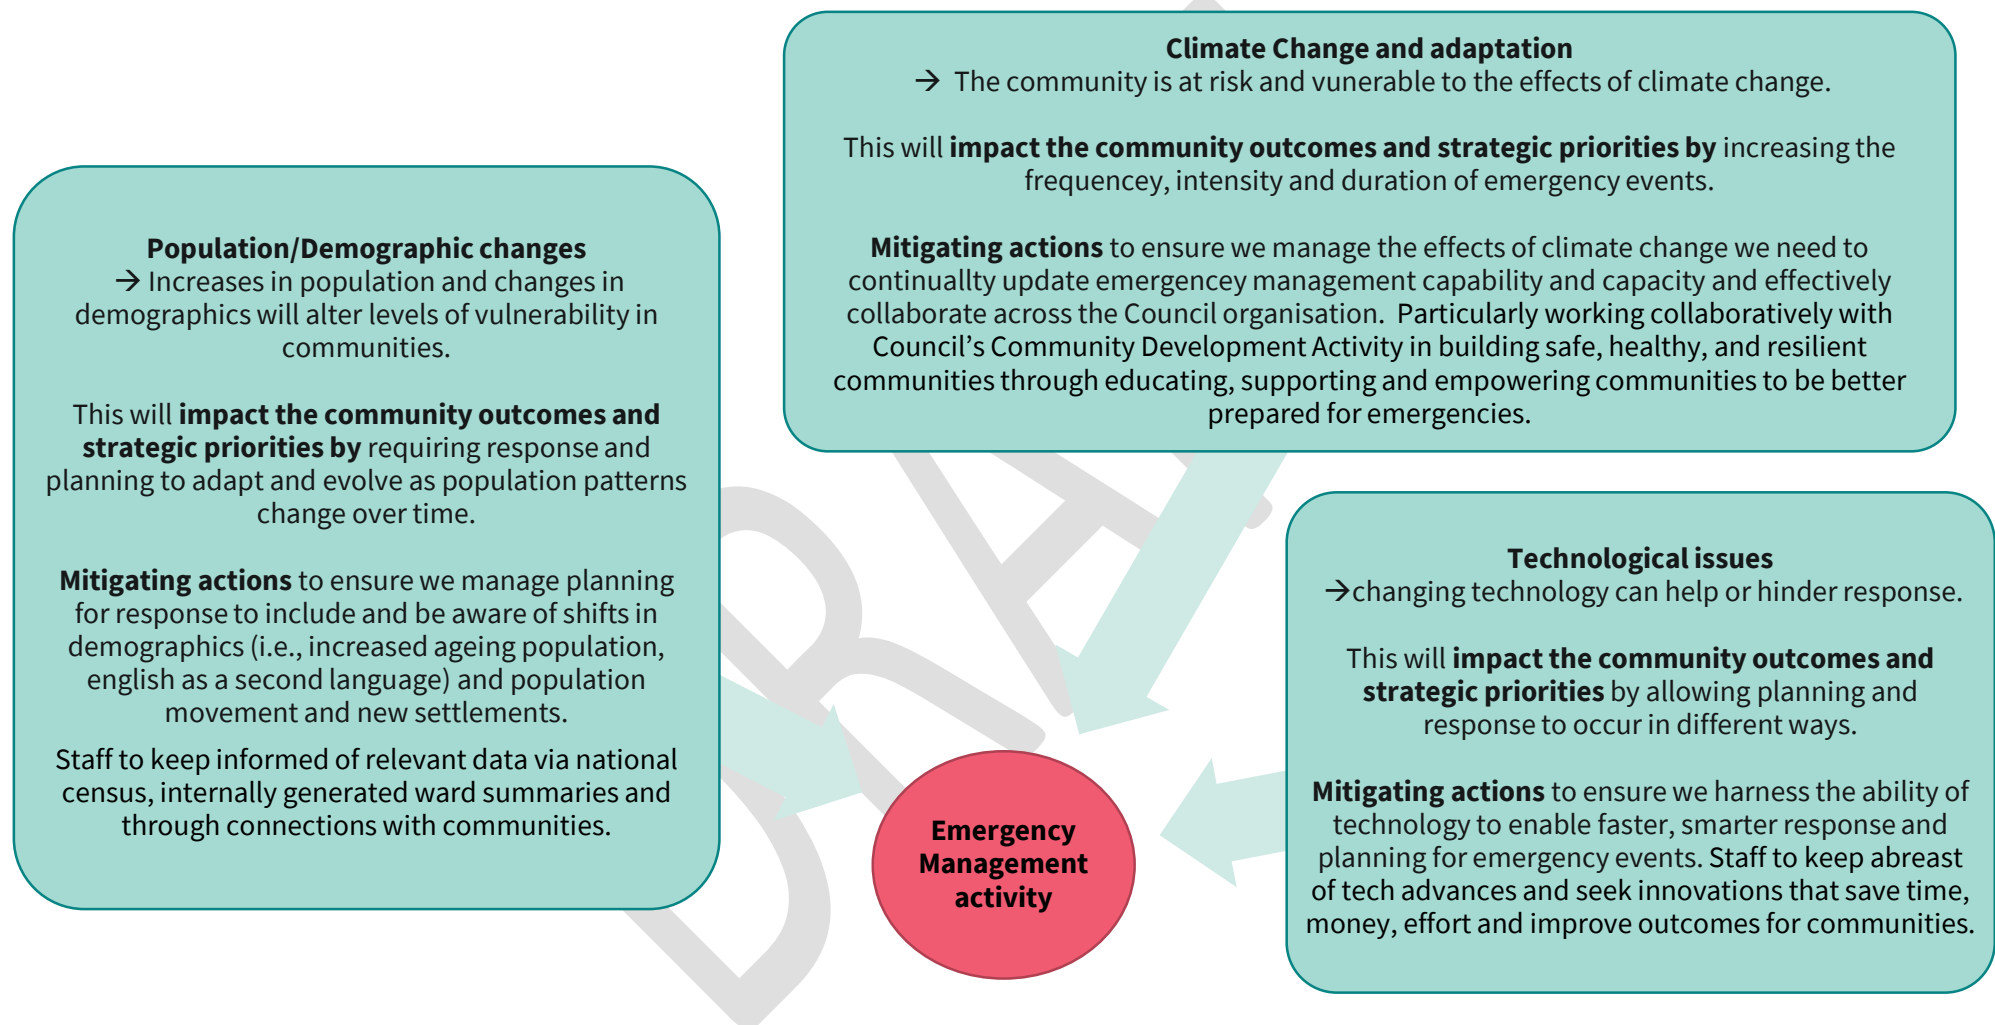 Climate Change and adaptation
→ The community is at risk and vunerable to the effects of climate change.
This will impact the community outcomes and strategic priorities by increasing the
frequencey, intensity and duration of emergency events.
Mitigating actions to ensure we manage the effects of climate change we need to
continuallty update emergencey management capability and capacity and effectively
collaborate across the Council organisation. Particularly working collaboratively with
Council's Community Development Activity in building safe, healthy, and resilient
communities through educating, supporting and empowering communities to be better
prepared for emergencies.
Population/Demographic changes
→ Increases in population and changes in
demographics will alter levels of vulnerability in
communities.
This will impact the community outcomes and
strategic priorities by requiring response and
planning to adapt and evolve as population patterns
change over time.
Mitigating actions to ensure we manage planning
for response to include and be aware of shifts in
demographics (i.e., increased ageing population,
english as a second language) and population
movement and new settlements.
Staff to keep informed of relevant data via national
census, internally generated ward summaries and
through connections with communities.
Technological issues
→changing technology can help or hinder response.
This will impact the community outcomes and
strategic priorities by allowing planning and
response to occur in different ways.
Mitigating actions to ensure we harness the ability of
technology to enable faster, smarter response and
planning for emergency events. Staff to keep abreast
of tech advances and seek innovations that save time,
money, effort and improve outcomes for communities.
Emergency
Management
activity